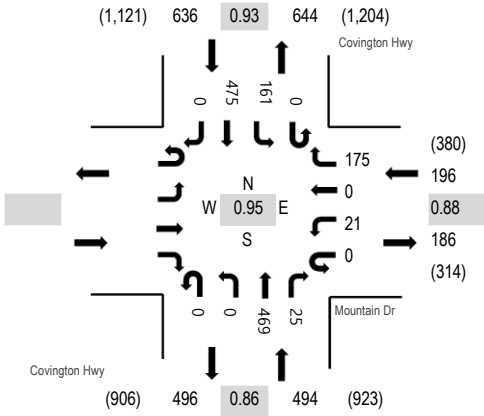 (1,121) 636 0.93 644 (1,204)
Covington Hwy
0 475 161 0
(380)
175
196
N
0
W 0.95 E
0.88
21
S
186
0
(314)
0 0 469 25
Mountain Dr
Covington Hwy
(906) 496 0.86 494 (923)